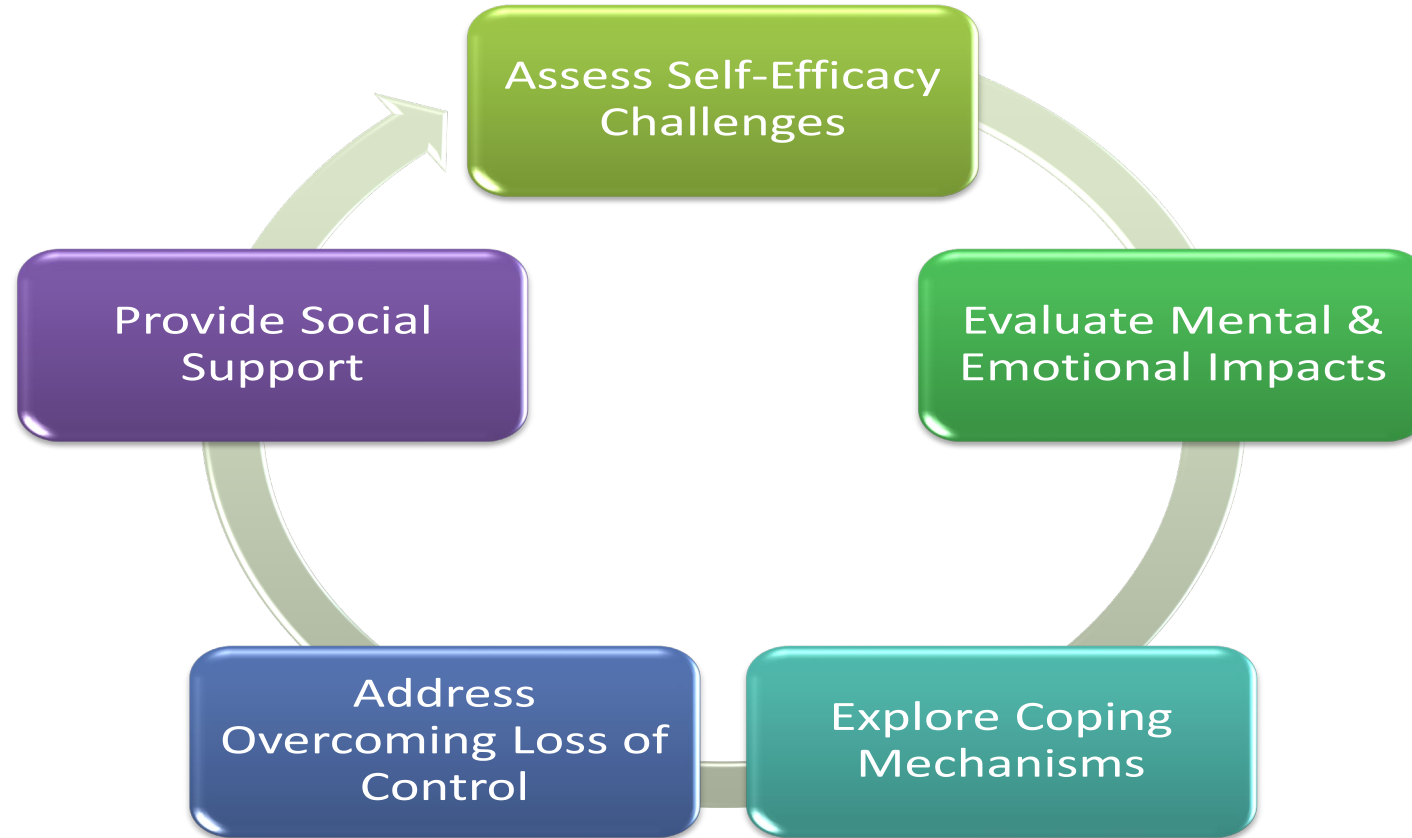 Assess Self-Efficacy
Challenges
Evaluate Mental &
Emotional Impacts
Explore Coping
Mechanisms
Address
Overcoming Loss of
Control
Provide Social
Support